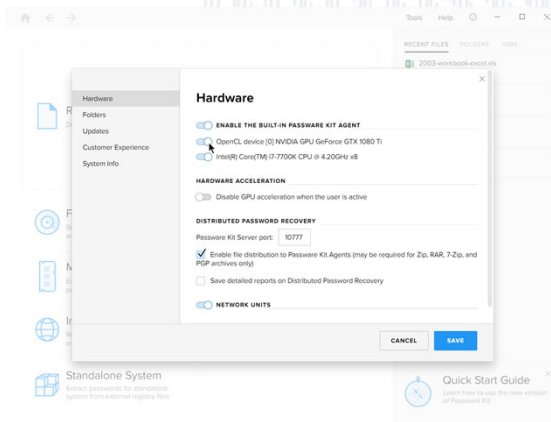 Tools Help
RECENT FILES FOLDERS JOBS
2003-workbook-excel.xls
Hardware
Folders
Updates
Customer Experience
System Info
Hardware
ENABLE THE BUILT-IN PASSWARE KIT AGENT
OpenCL device [0] NVIDIA GPU GeForce GTX 1080 Ti
Intel(R) Core(TM) i7-7700K CPU @ 4.20GHz x8
HARDWARE ACCELERATION
Disable GPU acceleration when the user is active
DISTRIBUTED PASSWORD RECOVERY
Passware Kit Server port: 10777
Enable file distribution to Passware Kit Agents (may be required for Zip, RAR, 7-Zip, and
PGP archives only)
Save detailed reports on Distributed Password Recovery
NETWORK UNITS
CANCEL SAVE
Standalone System
Extract passwords for standalone
system from external registry files
Quick Start Guide
Learn how to use the new version
of Passware Kit